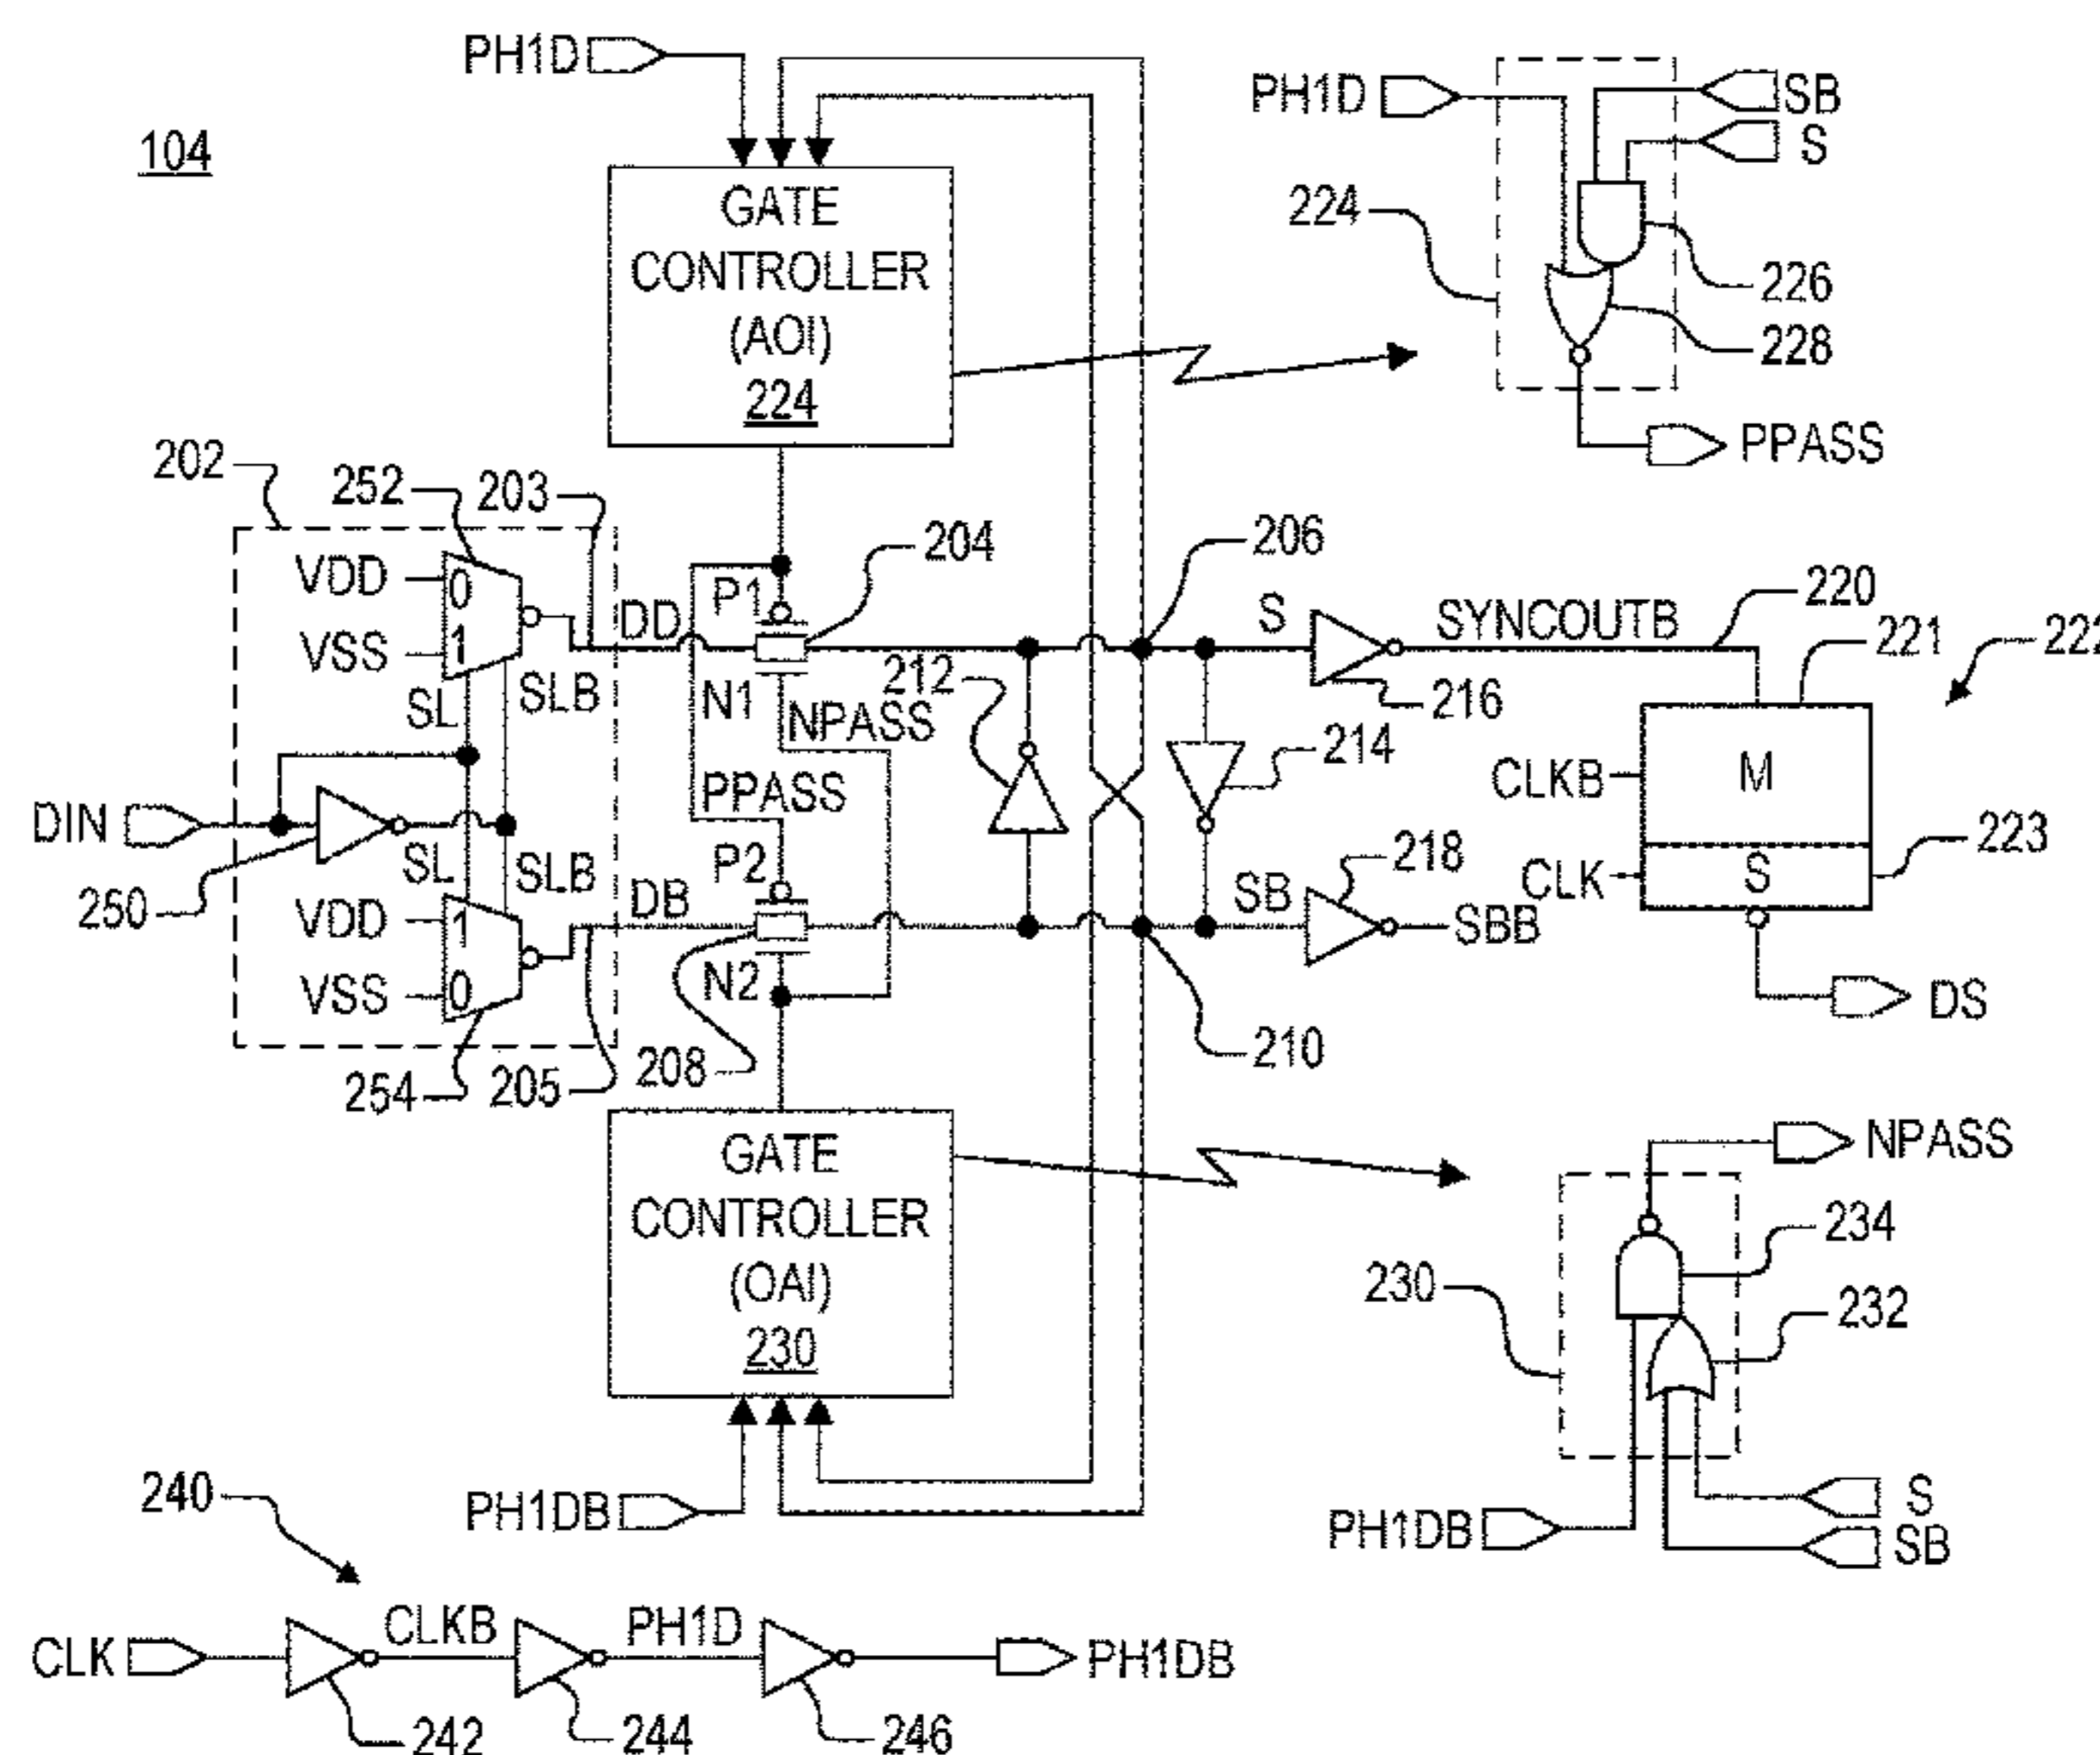 PH1D
PH1D
SB
S
104
GATE
CONTROLLER
(AOI)
224
224
226
228
PPASS
202
252
203
204
206
VDD
0
VSS
1
SL
SLB
DD
P1
N1
NPASS
212
S
SYNCOUTB
220
221
222
216
214
CLKB
M
DIN
PPASS
250
SL
SLB
VDD
1
VSS
0
DB
P2
N2
SB
218
SBB
CLK
S
223
DS
254
205
208
210
GATE
CONTROLLER
(OAI)
230
NPASS
234
230
232
PH1DB
PH1DB
S
SB
240
CLK
CLKB
PH1D
PH1DB
242
244
246